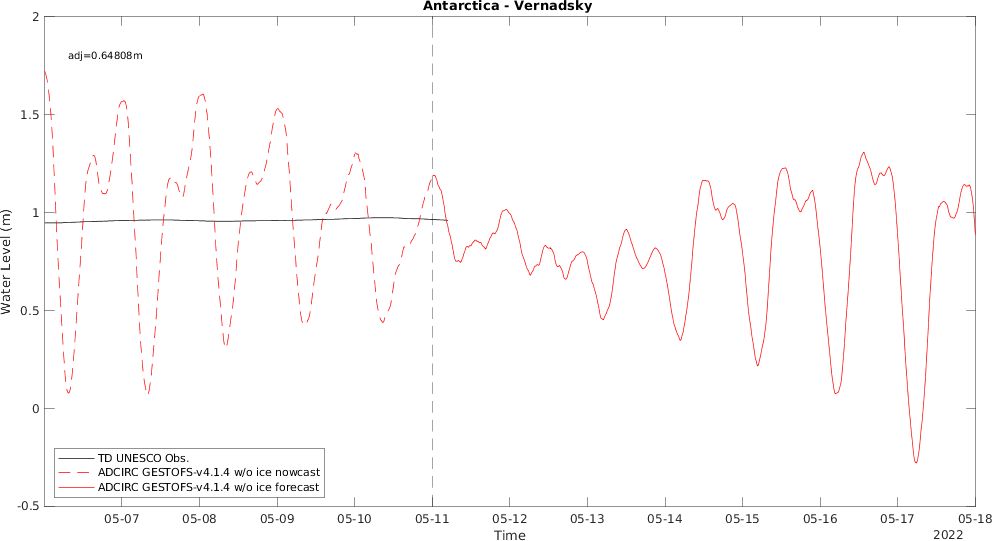 Antarctica - Vernadsky
adj=0.64808m
2
1.5
1
0.5
0
-0.5
Water Level (m)
TD UNESCO Obs.
ADCIRC GESTOFS-v4.1.4 w/o ice nowcast
ADCIRC GESTOFS-v4.1.4 w/o ice forecast
05-07 05-08 05-09 05-10 05-11 05-12 05-13 05-14 05-15 05-16 05-17 05-18
Time
2022